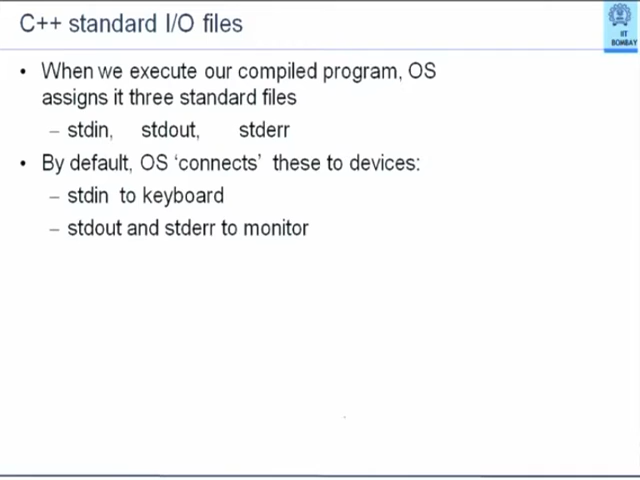 C++ standard I/O files
IIT
BOMBAY
• When we execute our compiled program, OS
assigns it three standard files
– stdin, stdout, stderr
• By default, OS ‘connects’ these to devices:
– stdin to keyboard
– stdout and stderr to monitor